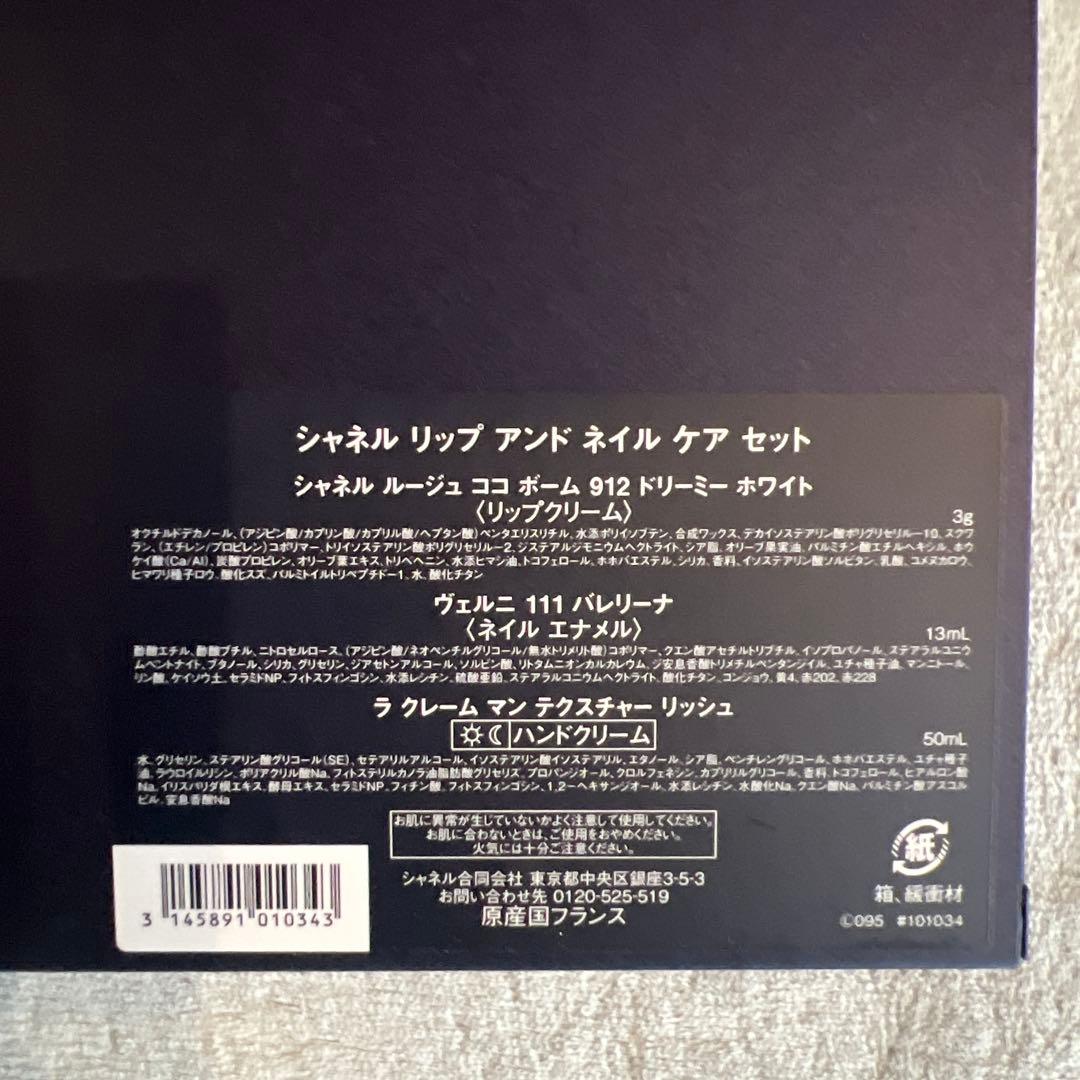 シャネル リップ アンド ネイル ケア セット
シャネル ルージュ ココ ボーム 912 ドリーミー ホワイト
〈リップクリーム〉 3g
オクチルドデカノール、(アジピン酸/カプリン酸/カプリル酸/ヘプタン酸)ペンタエリスリチル、水添ポリイソブテン、合成ワックス、デカイソステアリン酸ポリグリセリル-10、スクワ
ラン、(エチレン/プロピレン)コポリマー、トリイソステアリン酸ポリグリセリル-2、ジステアルジモニウムヘクトライト、シア脂、オリーブ果実油、パルミチン酸エチルヘキシル、ホウ
ケイ酸(Ca/Al)、炭酸プロピレン、オリーブ葉エキス、トリベヘニン、水添ヒマシ油、トコフェロール、ホホバエステル、シリカ、香料、イソステアリン酸ソルビタン、乳酸、コメヌカロウ、
ヒマワリ種子ロウ、酸化スズ、パルミトイルトリペプチド-1、水、酸化チタン
ヴェルニ 111 バレリーナ
〈ネイル エナメル〉 13mL
酢酸エチル、酢酸ブチル、ニトロセルロース、(アジピン酸/ネオペンチルグリコール/無水トリメリト酸)コポリマー、クエン酸アセチルトリブチル、イソプロパノール、ステアラルコニウ
ムベントナイト、ブタノール、シリカ、グリセリン、ジアセトンアルコール、ソルビン酸、リトタムニオンカルカレウム、ジ安息香酸トリメチルペンタンジイル、ユチャ種子油、マンニトール、
リン酸、ケイソウ土、セラミドNP、フィトスフィンゴシン、水添レシチン、硫酸亜鉛、ステアラルコニウムヘクトライト、酸化チタン、コンジョウ、黄4、赤202、赤228
ラ クレーム マン テクスチャー リッシュ
ハンドクリーム 50mL
水、グリセリン、ステアリン酸グリコール(SE)、セテアリルアルコール、イソステアリン酸イソステアリル、エタノール、シア脂、ペンチレングリコール、ホホバエステル、ユチャ種子
油、ラウロイルリシン、ポリアクリル酸Na、フィトステリルカノラ油脂肪酸グリセリズ、プロパンジオール、クロルフェネシン、カプリリルグリコール、香料、トコフェロール、ヒアルロン酸
Na、イリスパリダ根エキス、酵母エキス、セラミドNP、フィチン酸、フィトスフィンゴシン、1,2-ヘキサンジオール、水添レシチン、水酸化Na、クエン酸Na、パルミチン酸アスコル
ビル、安息香酸Na
お肌に異常が生じていないかよく注意して使用してください。
お肌に合わないときは、ご使用をおやめください。
火気には十分ご注意ください。
シャネル合同会社 東京都中央区銀座3-5-3
お問い合わせ先 0120-525-519
原産国フランス
紙
箱、緩衝材
Ⓛ095 #101034
3 145891 010343